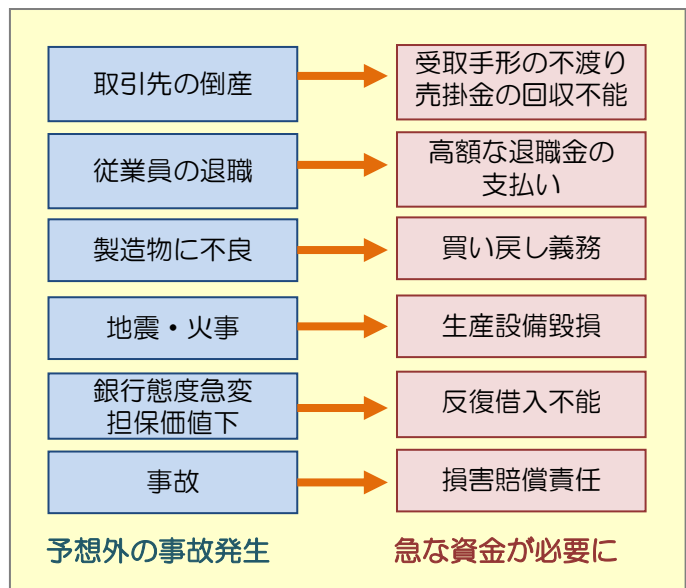 取引先の倒産
受取手形の不渡り
売掛金の回収不能
従業員の退職
高額な退職金の
支払い
製造物に不良
買い戻し義務
地震・火事
生産設備毀損
銀行態度急変
担保価値下
反復借入不能
事故
損害賠償責任
予想外の事故発生
急な資金が必要に